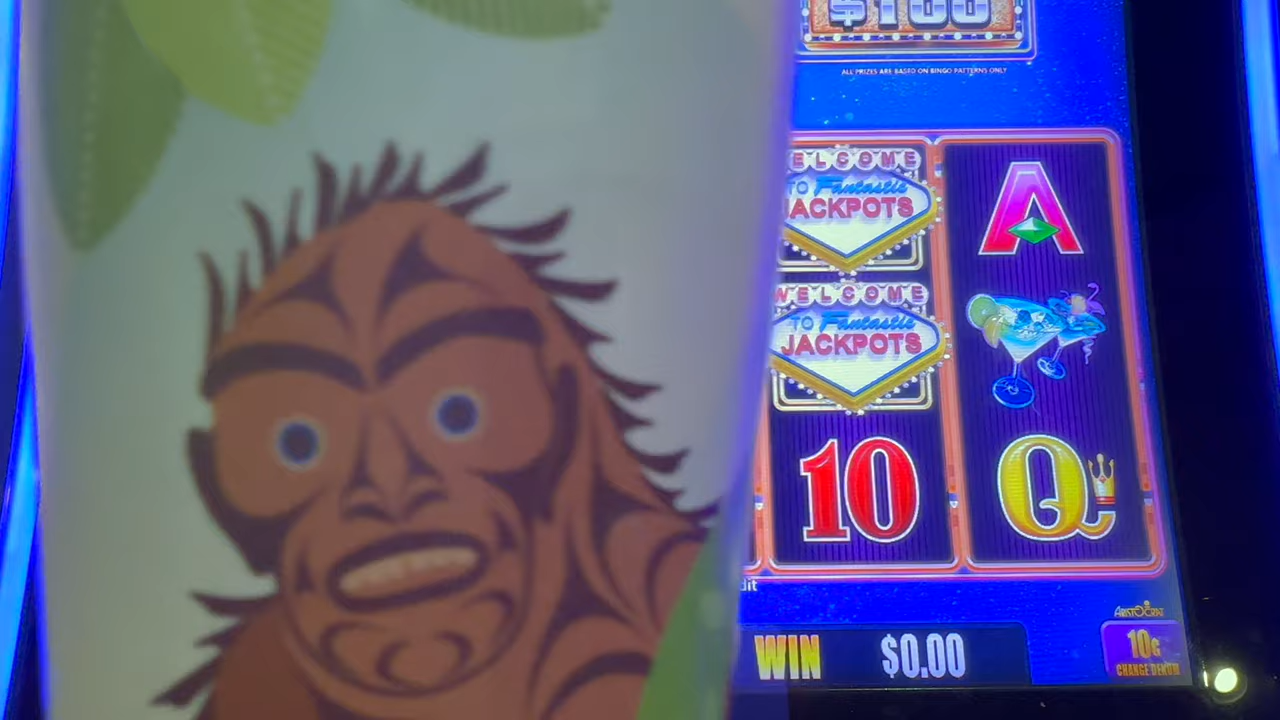 $100
ALL PRIZES ARE BASED ON BINGO PATTERNS ONLY
WELCOME
TO Fantastic
JACKPOTS
A
WELCOME
TO Fantastic
JACKPOTS
10
Q
ARISTOCRAT
WIN $0.00
10¢
CHANGE DENOM